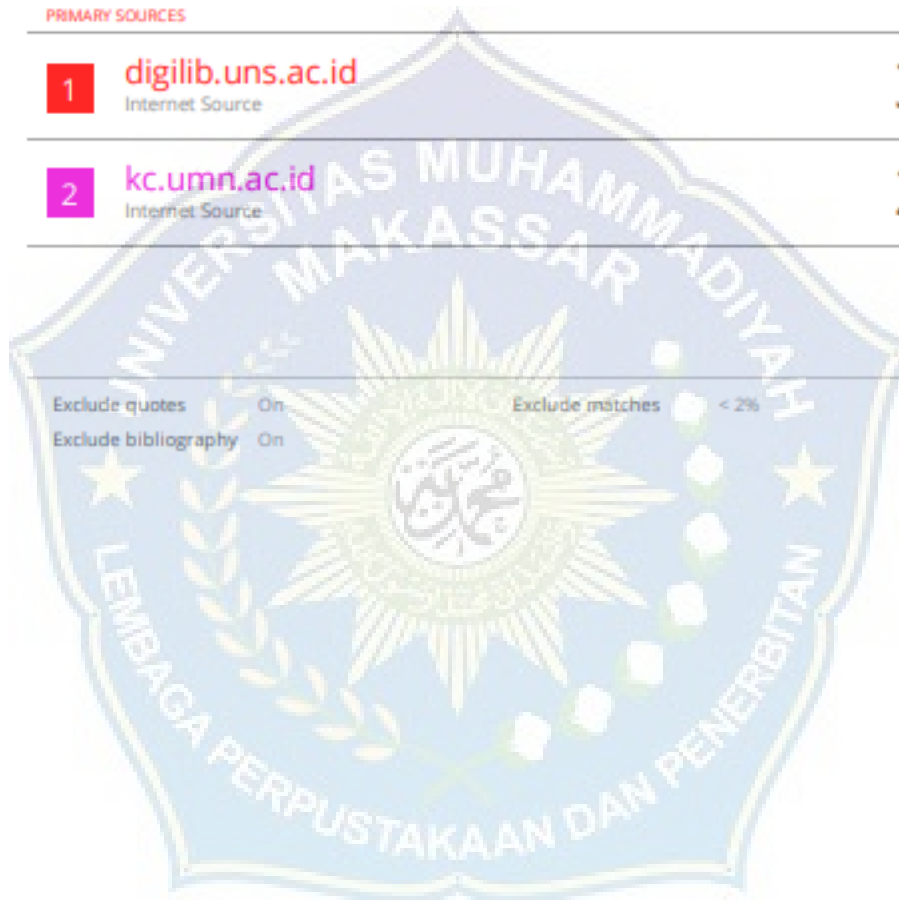 PRIMARY SOURCES
1
digilib.uns.ac.id
Internet Source
2
kc.umn.ac.id
Internet Source
UNIVERSITAS MUHAMMADIYAH
MAKASSAR
Exclude quotes On Exclude matches < 2%
Exclude bibliography On
محمد
LEMBAGA PERPUSTAKAAN DAN PENERBITAN